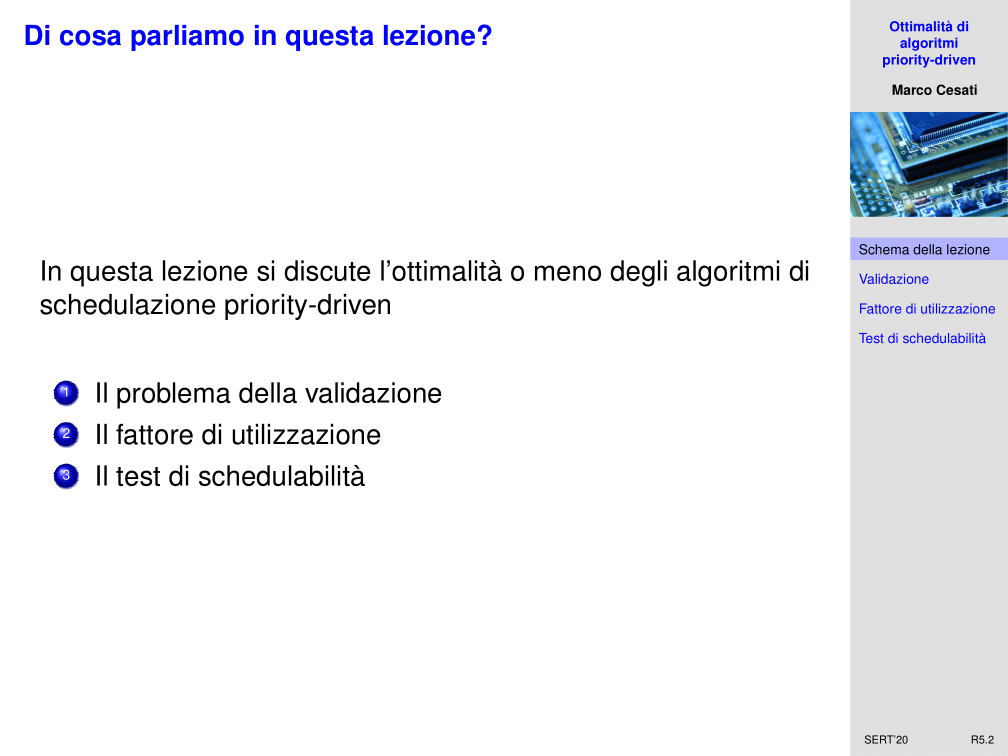 Di cosa parliamo in questa lezione?
In questa lezione si discute l'ottimalità o meno degli algoritmi di
schedulazione priority-driven
1 Il problema della validazione
2 Il fattore di utilizzazione
3 Il test di schedulabilità
Ottimalità di
algoritmi
priority-driven
Marco Cesati
R47 R46
Schema della lezione
Validazione
Fattore di utilizzazione
Test di schedulabilità
SERT'20 R5.2